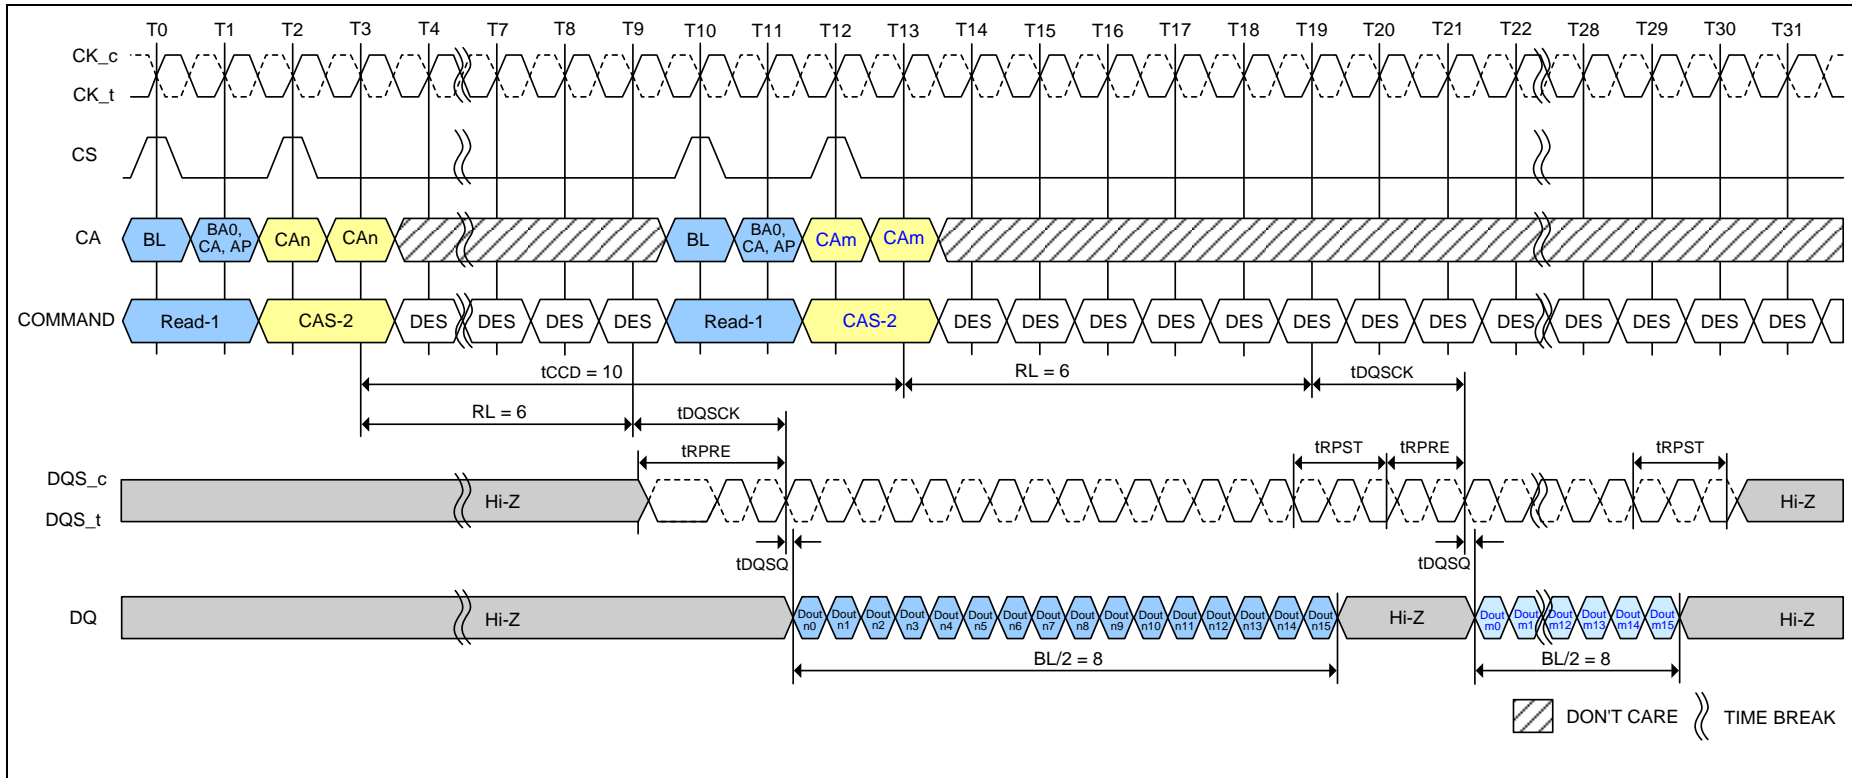 T0 T1 T2 T3 T4 T7 T8 T9 T10 T11 T12 T13 T14 T15 T16 T17 T18 T19 T20 T21 T22 T28 T29 T30 T31
CK_c
CK_t
CS
CA BL BA0, CA, AP CAn CAn BL BA0, CA, AP CAm CAm
COMMAND Read-1 CAS-2 DES DES DES DES Read-1 CAS-2 DES DES DES DES DES DES DES DES DES DES DES DES DES
tCCD = 10 RL = 6 tDQSCK
RL = 6 tDQSCK
tRPRE tRPST tRPRE tRPST
DQS_c
Hi-Z Hi-Z
DQS_t
tDQSQ tDQSQ
DQ Hi-Z Dout n0 Dout n1 Dout n2 Dout n3 Dout n4 Dout n5 Dout n6 Dout n7 Dout n8 Dout n9 Dout n10 Dout n11 Dout n12 Dout n13 Dout n14 Dout n15 Hi-Z Dout m0 Dout m1 Dout m12 Dout m13 Dout m14 Dout m15 Hi-Z
BL/2 = 8 BL/2 = 8
DON'T CARE TIME BREAK